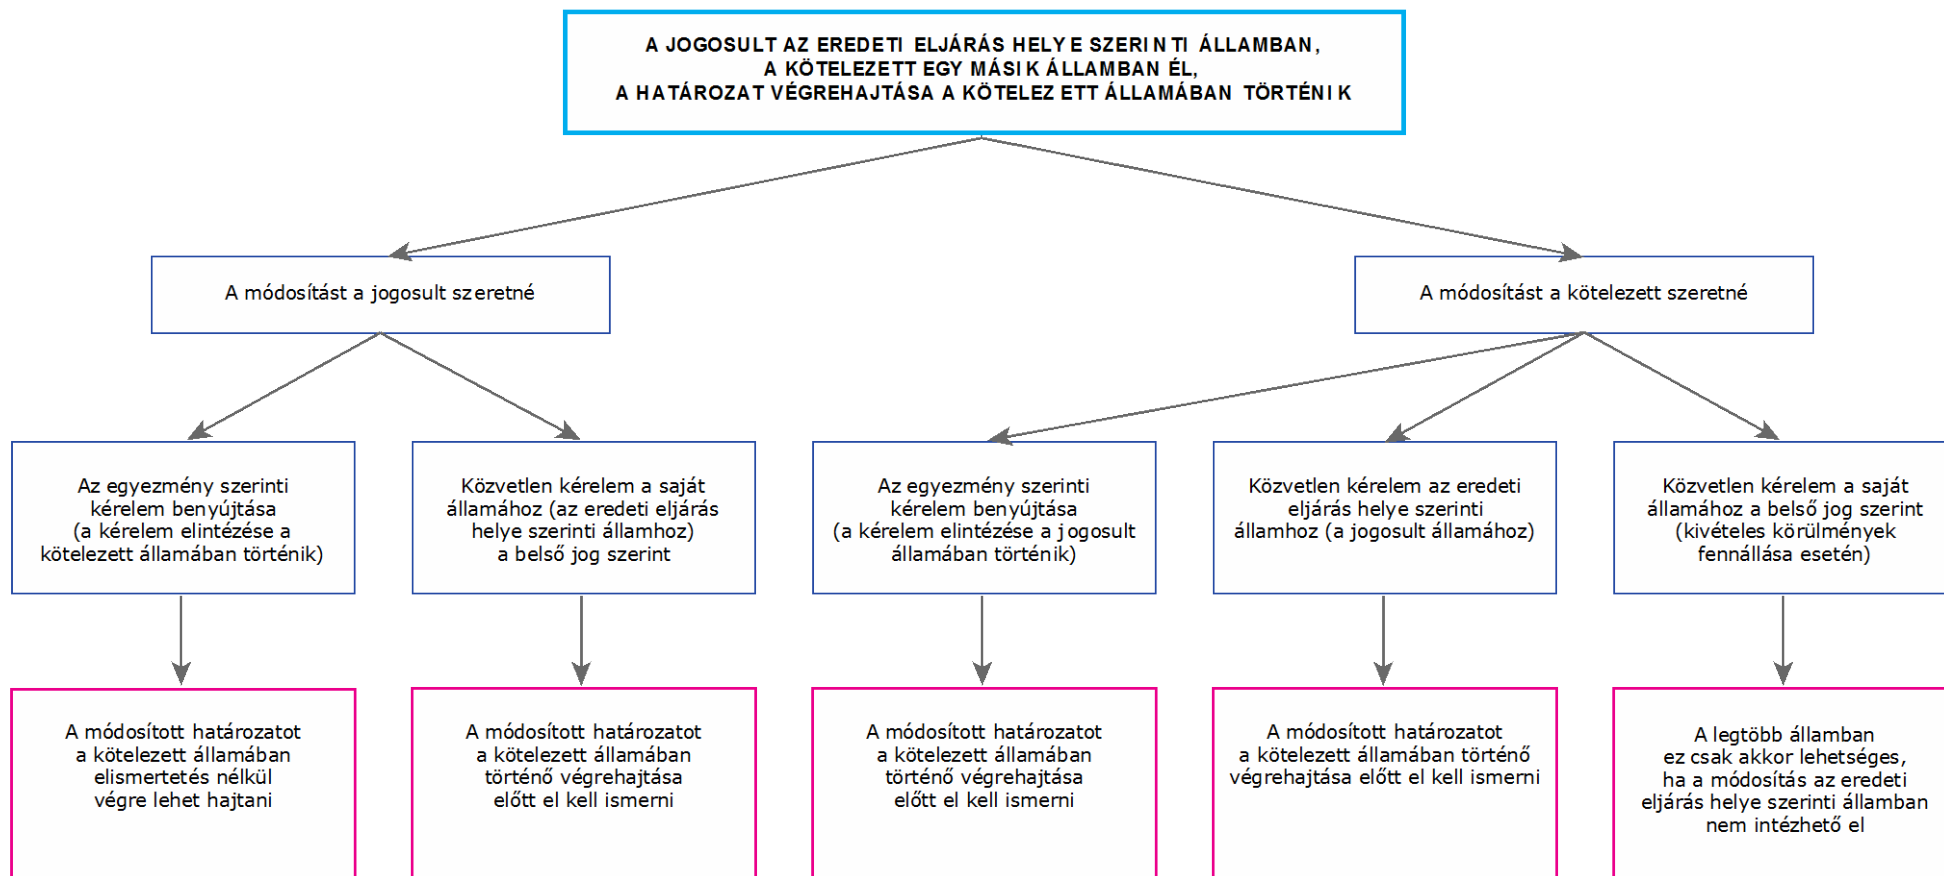 A JOGOSULT AZ EREDETI ELJÁRÁS HELYE SZERINTI ÁLLAMBAN,
A KÖTELEZETT EGY MÁSIK ÁLLAMBAN ÉL,
A HATÁROZAT VÉGREHAJTÁSA A KÖTELEZETT ÁLLAMÁBAN TÖRTÉNIK
A módosítást a jogosult szeretné
A módosítást a kötelezett szeretné
Az egyezmény szerinti
kérelem benyújtása
(a kérelem elintézése a
kötelezett államában történik)
Közvetlen kérelem a saját
államához (az eredeti eljárás
helye szerinti államhoz)
a belső jog szerint
Az egyezmény szerinti
kérelem benyújtása
(a kérelem elintézése a jogosult
államában történik)
Közvetlen kérelem az eredeti
eljárás helye szerinti
államhoz (a jogosult államához)
Közvetlen kérelem a saját
államához a belső jog szerint
(kivételes körülmények
fennállása esetén)
A módosított határozatot
a kötelezett államában
elismertetés nélkül
végre lehet hajtani
A módosított határozatot
a kötelezett államában
történő végrehajtása
előtt el kell ismerni
A módosított határozatot
a kötelezett államában
történő végrehajtása
előtt el kell ismerni
A módosított határozatot
a kötelezett államában történő
végrehajtása előtt el kell ismerni
A legtöbb államban
ez csak akkor lehetséges,
ha a módosítás az eredeti
eljárás helye szerinti államban
nem intézhető el